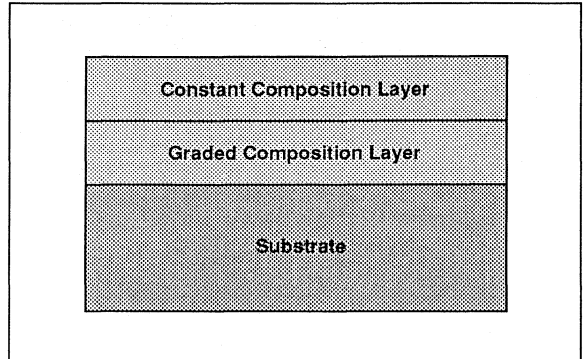 Constant Composition Layer
Graded Composition Layer
Substrate